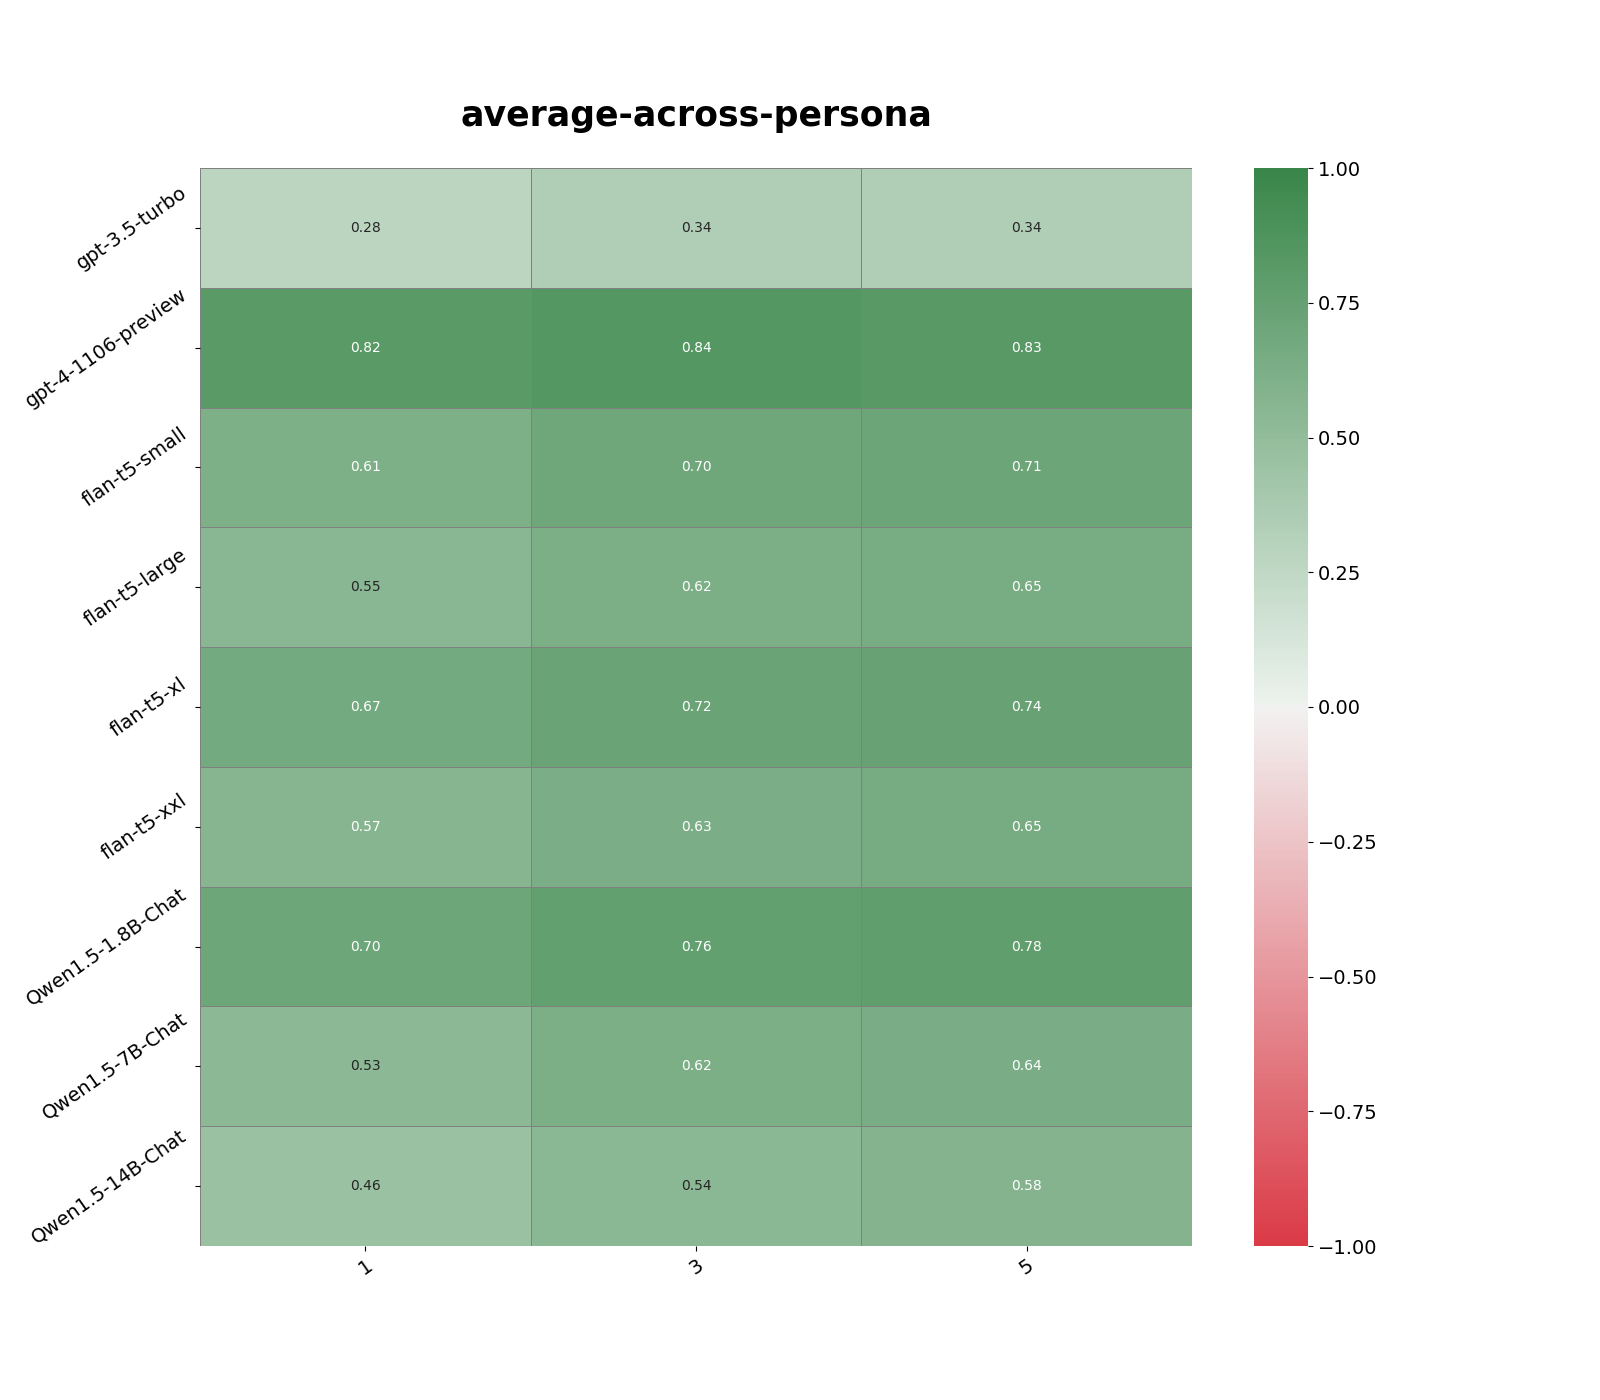 average-across-persona
gpt-3.5-turbo 0.28 0.34 0.34
gpt-4-1106-preview 0.82 0.84 0.83
flan-t5-small 0.61 0.70 0.71
flan-t5-large 0.55 0.62 0.65
flan-t5-xl 0.67 0.72 0.74
flan-t5-xxl 0.57 0.63 0.65
Qwen1.5-1.8B-Chat 0.70 0.76 0.78
Qwen1.5-7B-Chat 0.53 0.62 0.64
Qwen1.5-14B-Chat 0.46 0.54 0.58
1 3 5
1.00
0.75
0.50
0.25
0.00
−0.25
−0.50
−0.75
−1.00